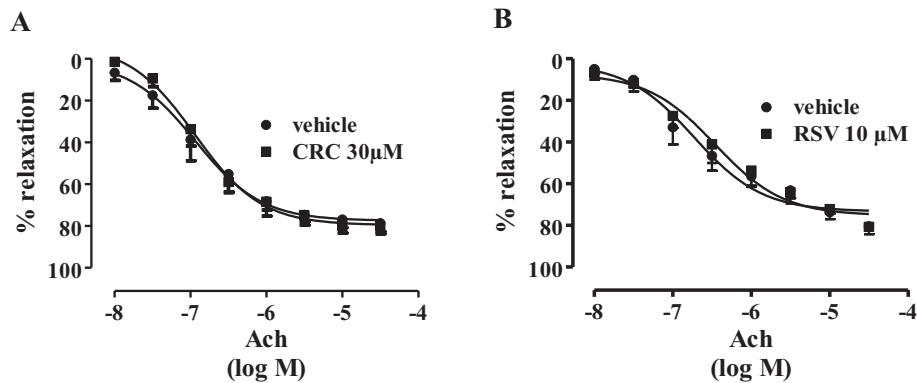 A
0
20
40
60
80
100
% relaxation
vehicle
CRC 30μM
-8 -7 -6 -5 -4
Ach
(log M)
B
0
20
40
60
80
100
% relaxation
vehicle
RSV 10 μM
-8 -7 -6 -5 -4
Ach
(log M)